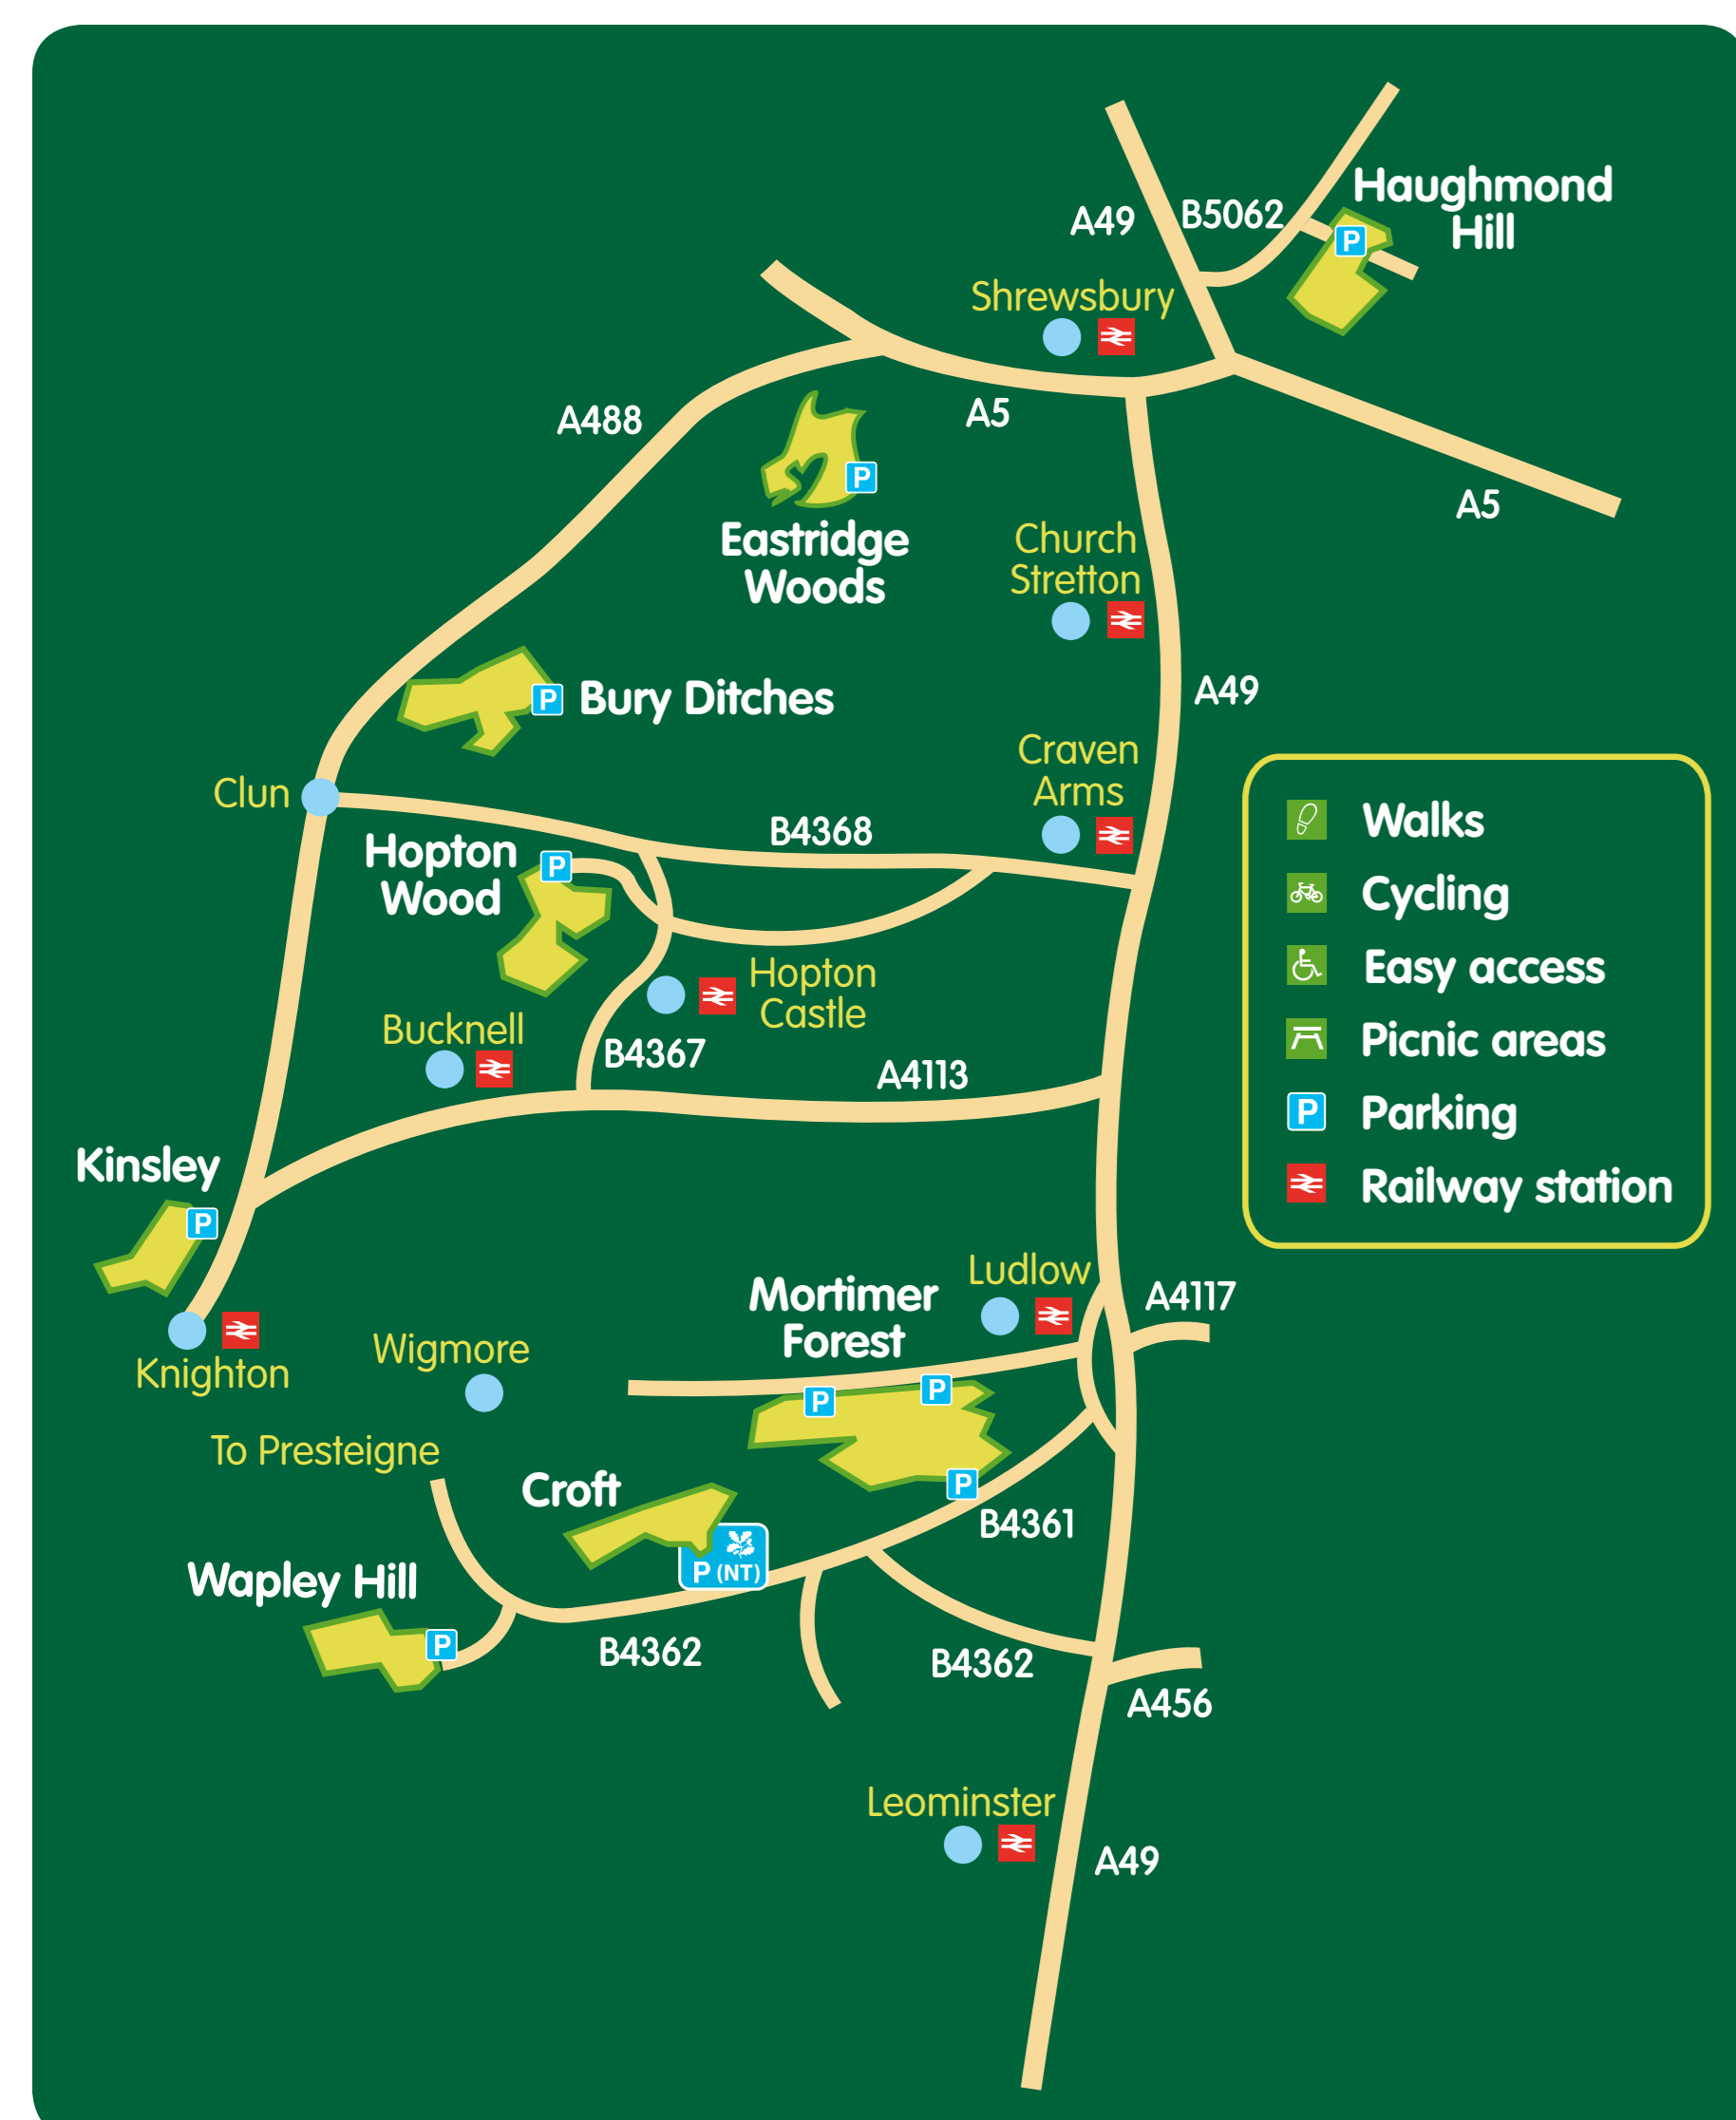 Haughmond
Hill
A49
B5062
P
Shrewsbury
A488
A5
P
A5
Eastridge
Woods
Church
Stretton
A49
P
Bury Ditches
Craven
Arms
Clun
B4368
Hopton
Wood
P
Hopton
Castle
Bucknell
B4367
A4113
Kinsley
P
Knighton
Ludlow
A4117
Mortimer
Forest
Wigmore
P
P
To Presteigne
P
Croft
B4361
P (NT)
Wapley Hill
P
B4362
B4362
A456
Leominster
A49
Walks
Cycling
Easy access
Picnic areas
P
Parking
Railway station